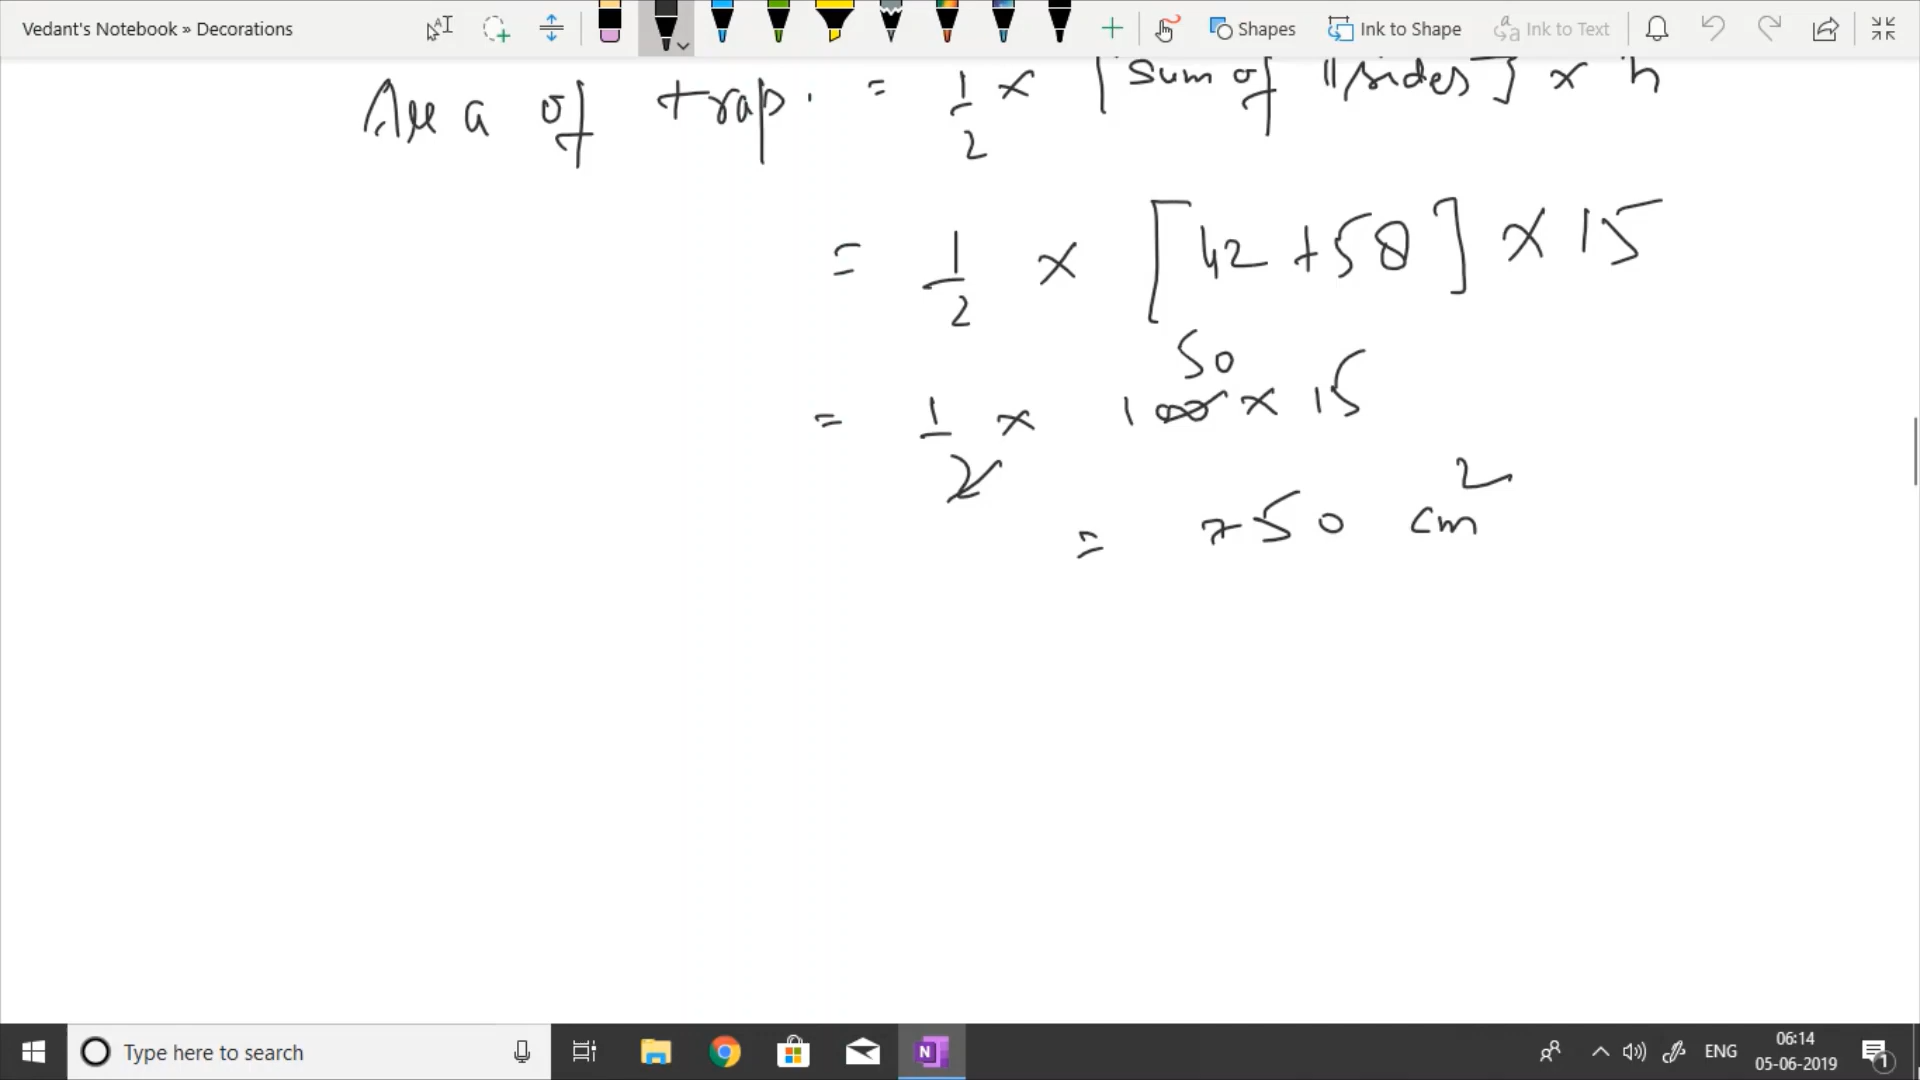 Vedant's Notebook » Decorations
Shapes
Ink to Shape
Ink to Text
Area of trap. = 1/2 × [sum of ||sides] × h
= 1/2 × [42 + 58] × 15
50
= 1/2 × 100 × 15
= 750 cm²
Type here to search
N
ENG
06:14
05-06-2019
1